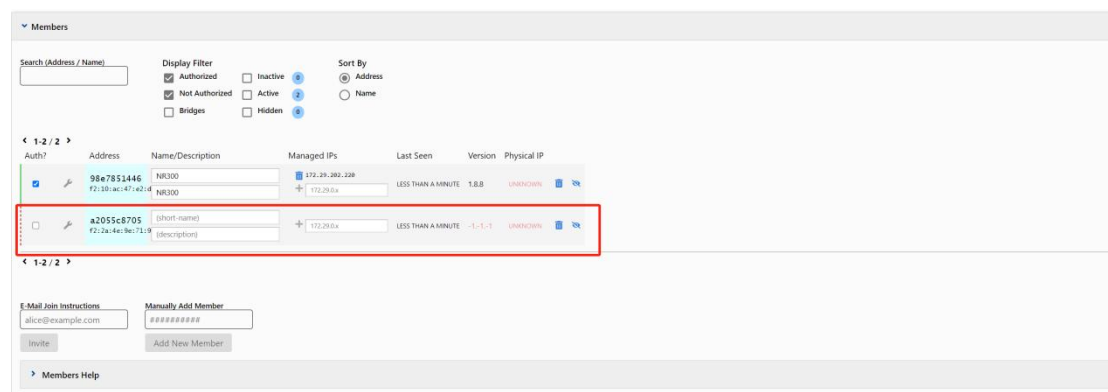 Members
Search (Address / Name)
Display Filter
Sort By
Authorized
Inactive
0
Address
Not Authorized
Active
2
Name
Bridges
Hidden
0
1-2 / 2
Auth?
Address
Name/Description
Managed IPs
Last Seen
Version
Physical IP
98e7851446
NR300
172.29.202.220
f2:10:ac:47:e2:d
NR300
172.29.0.x
LESS THAN A MINUTE
1.8.8
UNKNOWN
a2055c8705
(short-name)
f2:2a:4e:9e:71:9
(description)
172.29.0.x
LESS THAN A MINUTE
-1.-1.-1
UNKNOWN
1-2 / 2
E-Mail Join Instructions
Manually Add Member
alice@example.com
##########
Invite
Add New Member
Members Help